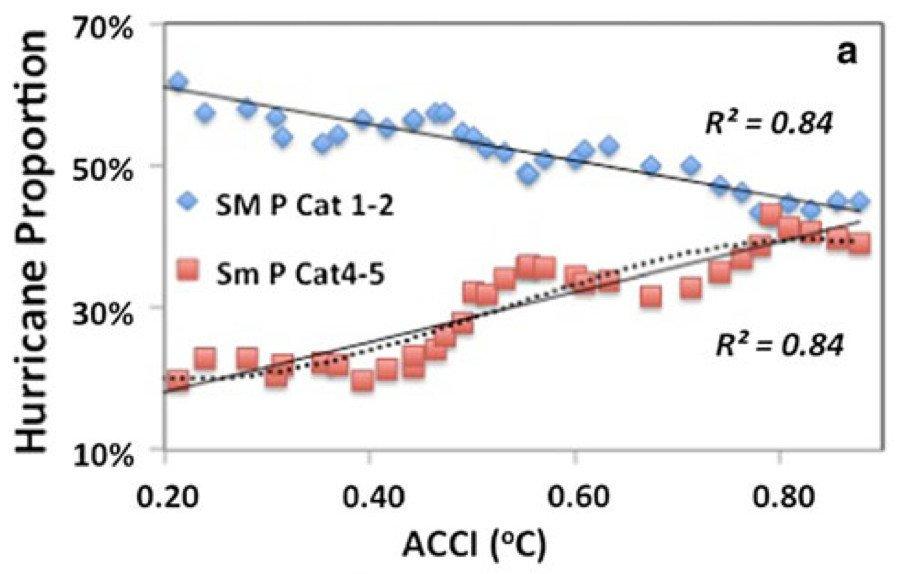 70%
a
R² = 0.84
50%
SM P Cat 1-2
Sm P Cat4-5
30%
R² = 0.84
10%
0.20 0.40 0.60 0.80
ACCI (ºC)
Hurricane Proportion